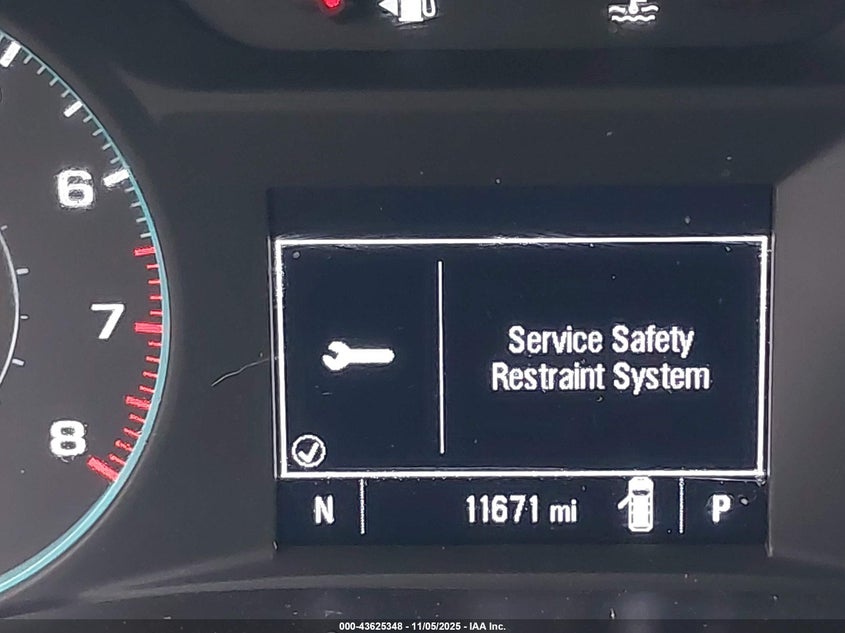 6
7
8
Service Safety
Restraint System
N 11671 mi P
000-43625348 - 11/05/2025 - IAA Inc.